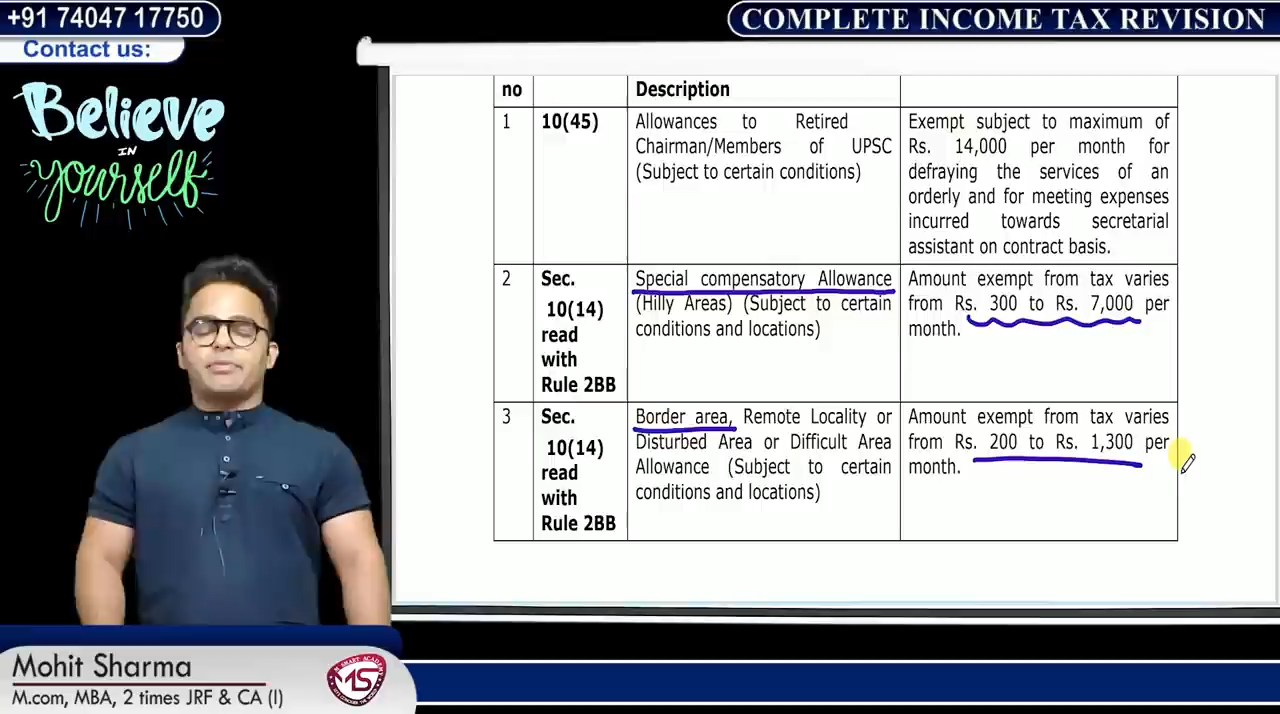 +91 74047 17750
Contact us:
COMPLETE INCOME TAX REVISION
Believe
IN
yourself
no
Description
1
10(45)
Allowances to Retired
Chairman/Members of UPSC
(Subject to certain conditions)
Exempt subject to maximum of
Rs. 14,000 per month for
defraying the services of an
orderly and for meeting expenses
incurred towards secretarial
assistant on contract basis.
2
Sec.
10(14)
read
with
Rule 2BB
Special compensatory Allowance
(Hilly Areas) (Subject to certain
conditions and locations)
Amount exempt from tax varies
from Rs. 300 to Rs. 7,000 per
month.
3
Sec.
10(14)
read
with
Rule 2BB
Border area, Remote Locality or
Disturbed Area or Difficult Area
Allowance (Subject to certain
conditions and locations)
Amount exempt from tax varies
from Rs. 200 to Rs. 1,300 per
month.
Mohit Sharma
M.com, MBA, 2 times JRF & CA (I)
MS